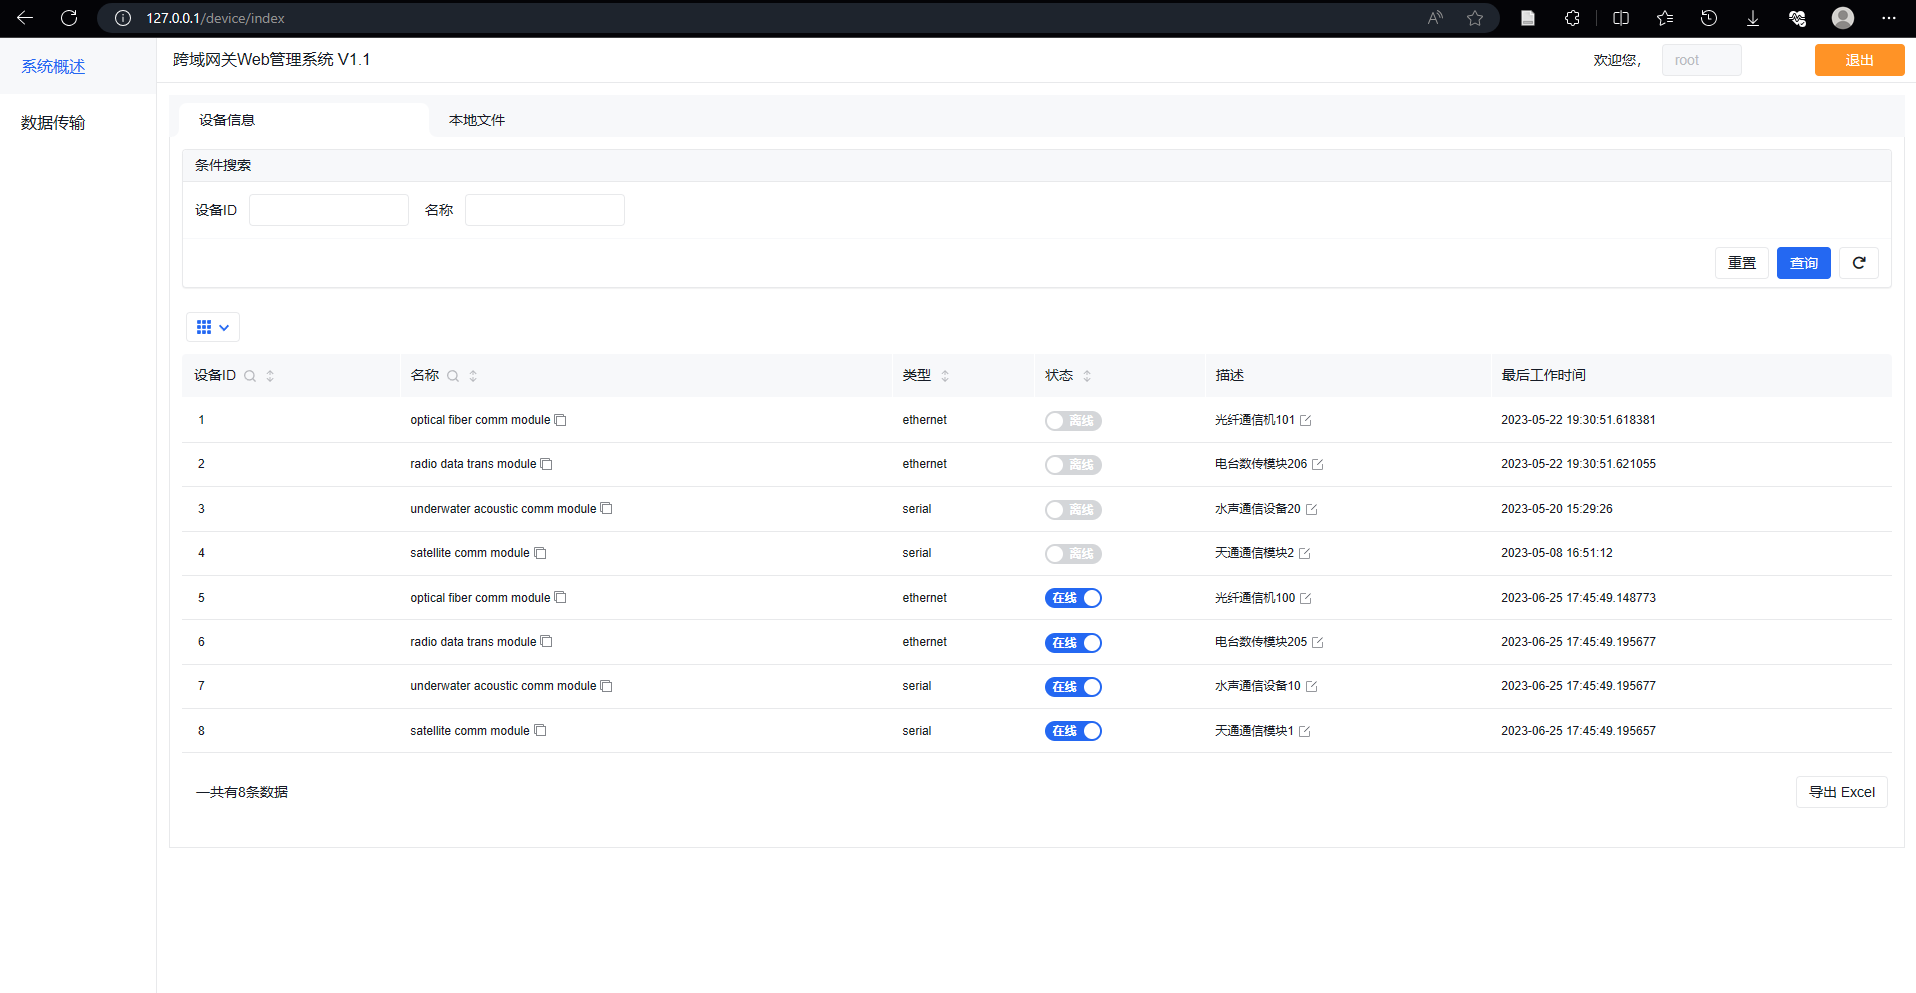 127.0.0.1/device/index
系统概述
数据传输
跨域网关Web管理系统 V1.1
欢迎您，
root
退出
设备信息
本地文件
条件搜索
设备ID
名称
重置
查询
设备ID 名称 类型 状态 描述 最后工作时间
1 optical fiber comm module ethernet 离线 光纤通信机101 2023-05-22 19:30:51.618381
2 radio data trans module ethernet 离线 电台数传模块206 2023-05-22 19:30:51.621055
3 underwater acoustic comm module serial 离线 水声通信设备20 2023-05-20 15:29:26
4 satellite comm module serial 离线 天通通信模块2 2023-05-08 16:51:12
5 optical fiber comm module ethernet 在线 光纤通信机100 2023-06-25 17:45:49.148773
6 radio data trans module ethernet 在线 电台数传模块205 2023-06-25 17:45:49.195677
7 underwater acoustic comm module serial 在线 水声通信设备10 2023-06-25 17:45:49.195677
8 satellite comm module serial 在线 天通通信模块1 2023-06-25 17:45:49.195657
一共有8条数据
导出 Excel